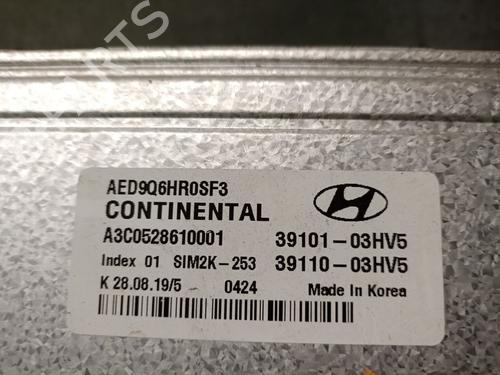 PARTS
AED9Q6HR0SF3
CONTINENTAL
A3C0528610001 39101-03HV5
Index 01 SIM2K-253 39110-03HV5
K 28.08.19/5 0424 Made in Korea